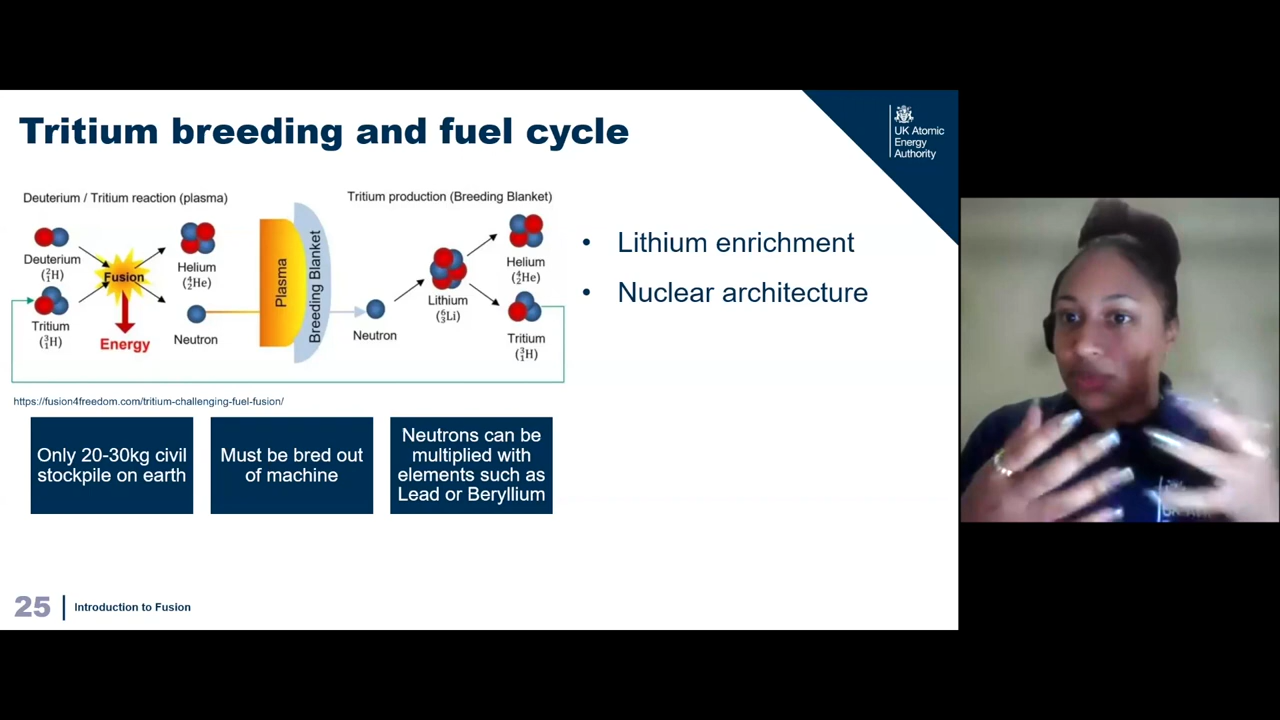 Tritium breeding and fuel cycle
UK Atomic
Energy
Authority
Deuterium / Tritium reaction (plasma)
Tritium production (Breeding Blanket)
Deuterium
(²₁H)
Fusion
Helium
(⁴₂He)
Tritium
(³₁H)
Energy
Neutron
Plasma
Breeding Blanket
Neutron
Lithium
(⁶₃Li)
Helium
(⁴₂He)
Tritium
(³₁H)
• Lithium enrichment
• Nuclear architecture
https://fusion4freedom.com/tritium-challenging-fuel-fusion/
Only 20-30kg civil
stockpile on earth
Must be bred out
of machine
Neutrons can be
multiplied with
elements such as
Lead or Beryllium
25
Introduction to Fusion